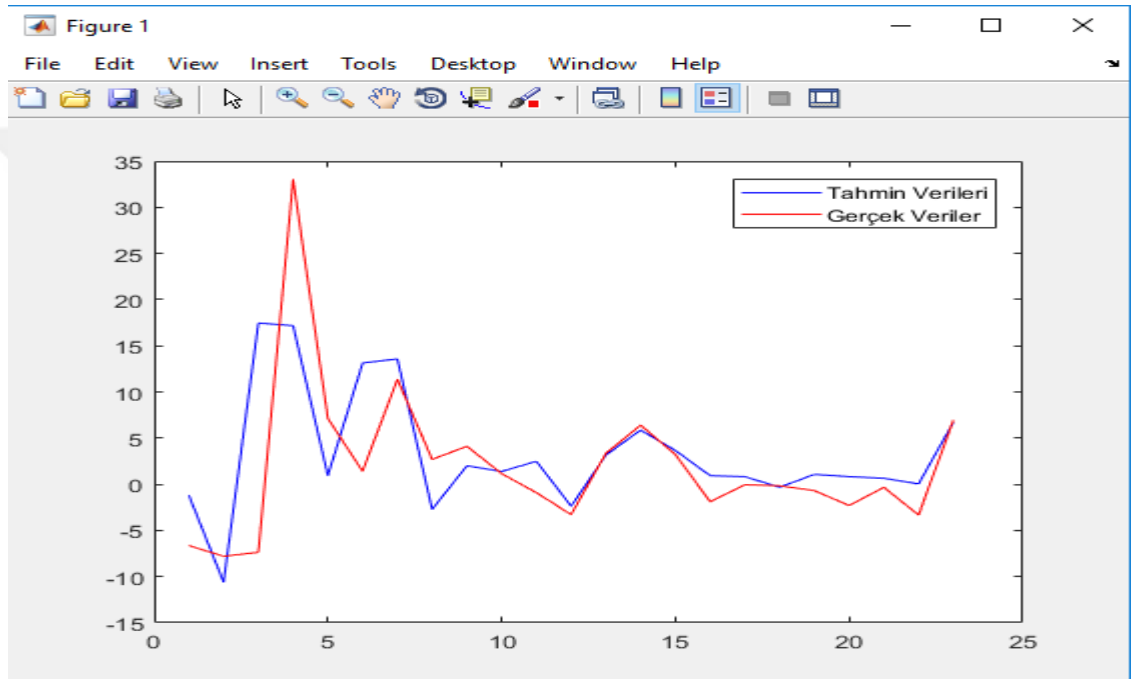 Figure 1
File Edit View Insert Tools Desktop Window Help
35
30
25
20
15
10
5
0
-5
-10
-15
0 5 10 15 20 25
Tahmin Verileri
Gerçek Veriler